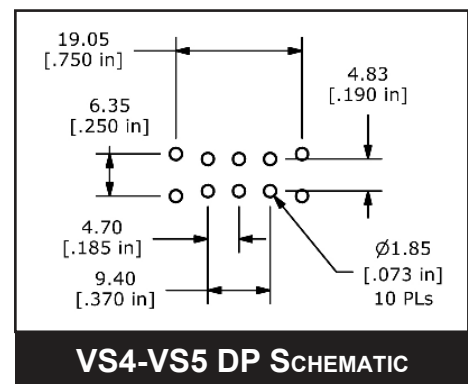 19.05
[.750 in]
4.83
[.190 in]
6.35
[.250 in]
4.70
[.185 in]
9.40
[.370 in]
Ø1.85
[.073 in]
10 PLs
VS4-VS5 DP SCHEMATIC